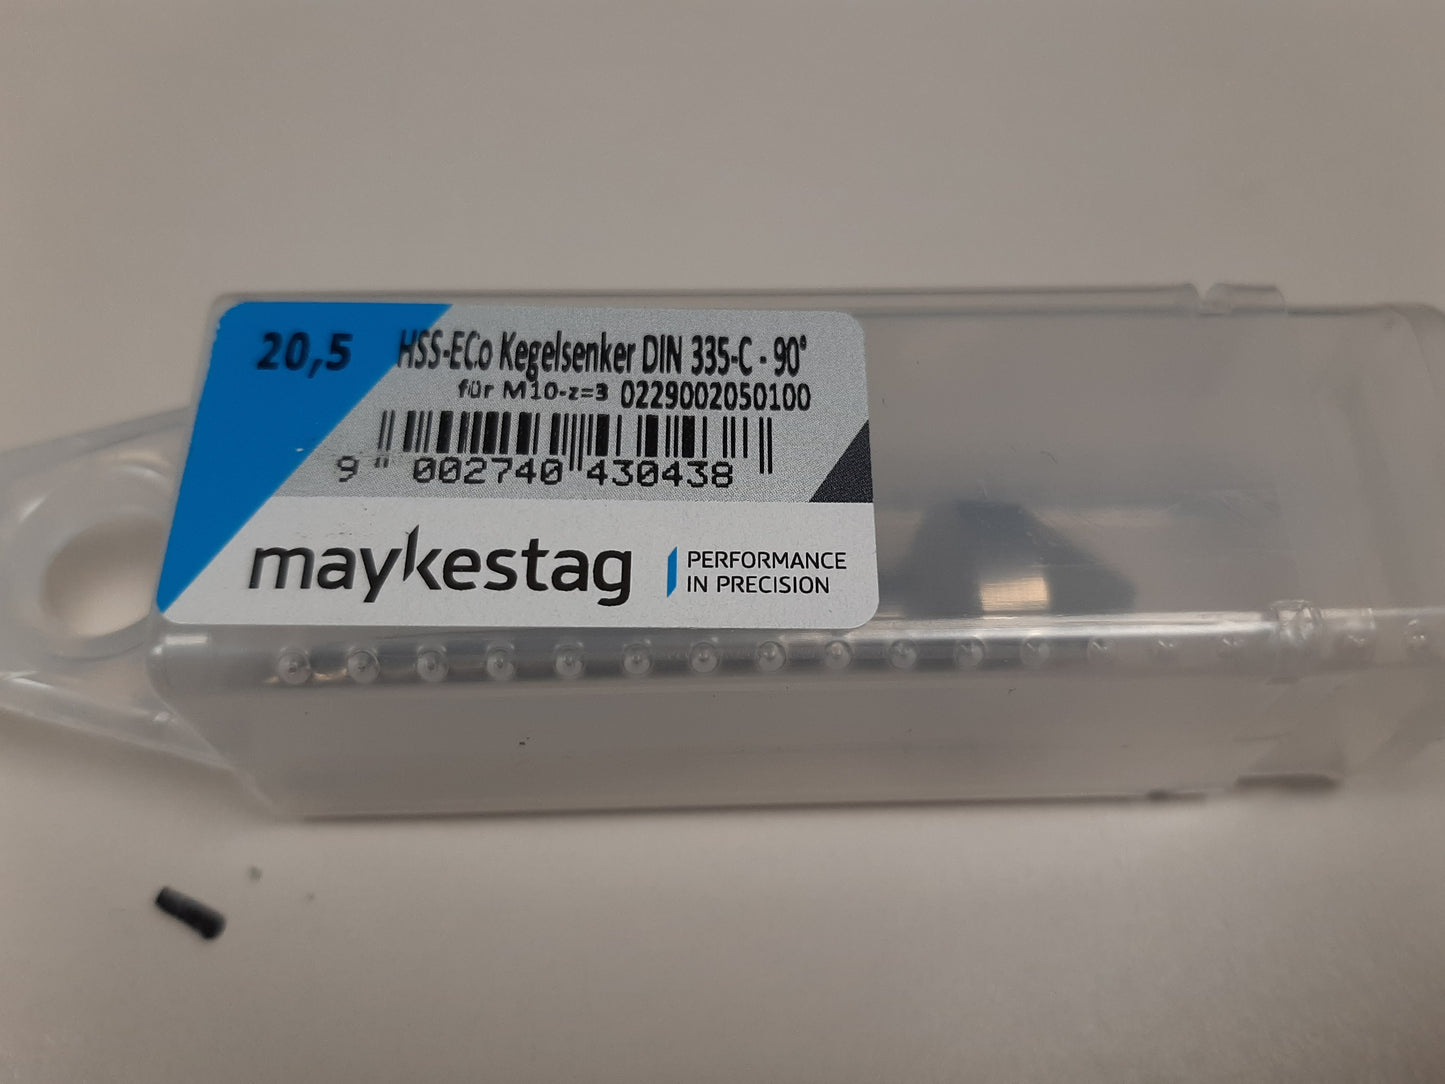 20,5
HSS-ECo Kegelsenker DIN 335-C - 90°
für M10-z=3 0229002050100
9 002740 430438
maykestag
PERFORMANCE
IN PRECISION